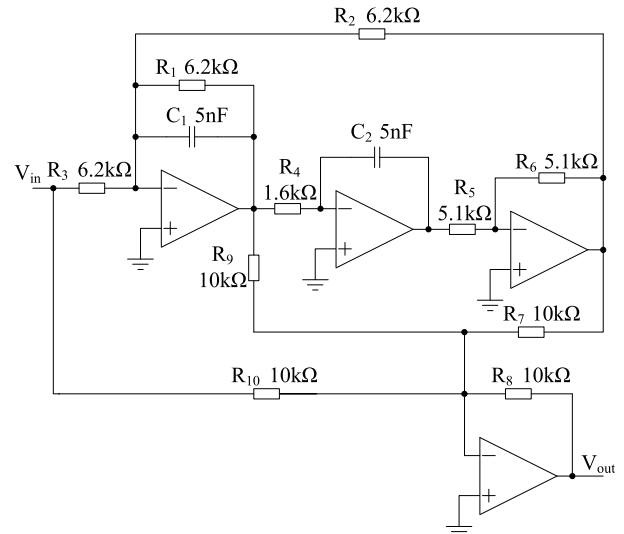 R₂ 6.2kΩ
R₁ 6.2kΩ
C₁ 5nF
C₂ 5nF
Vin
R₃ 6.2kΩ
R₄
1.6kΩ
R₅
5.1kΩ
R₆ 5.1kΩ
R₉
10kΩ
R₇ 10kΩ
R₁₀ 10kΩ
R₈ 10kΩ
Vout